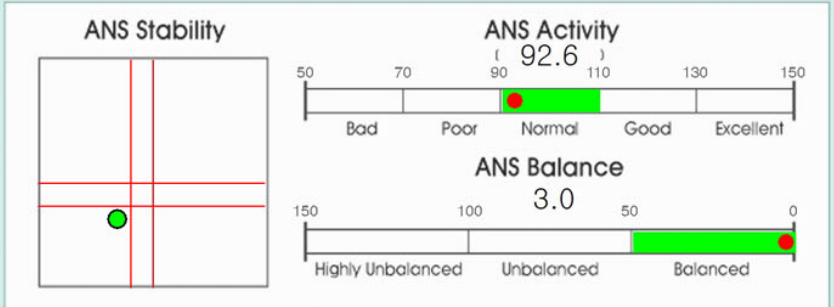 ANS Stability
ANS Activity
( 92.6 )
50 70 90 110 130 150
Bad Poor Normal Good Excellent
ANS Balance
3.0
150 100 50 0
Highly Unbalanced Unbalanced Balanced